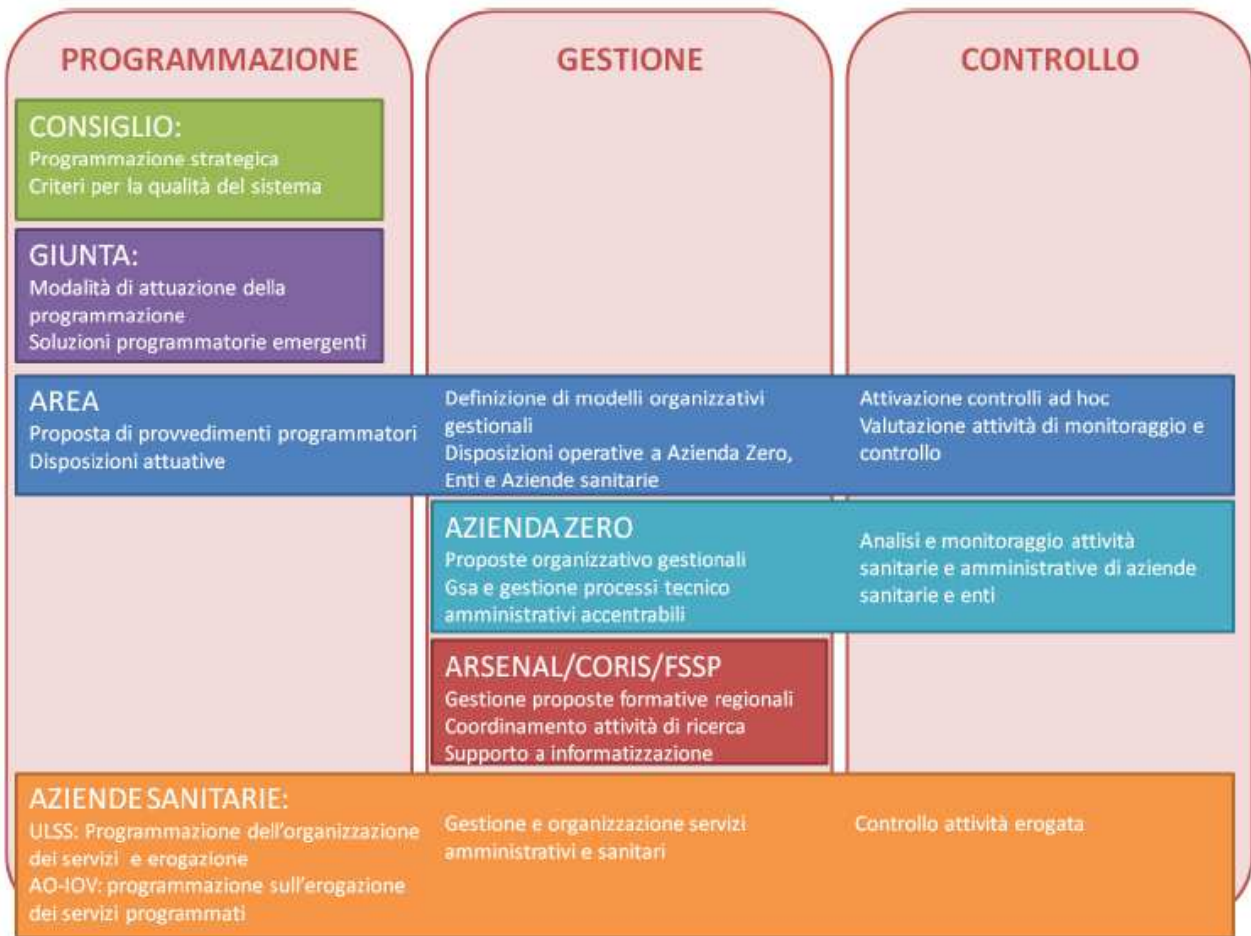 PROGRAMMAZIONE
GESTIONE
CONTROLLO
CONSIGLIO:
Programmazione strategica
Criteri per la qualità del sistema
GIUNTA:
Modalità di attuazione della
programmazione
Soluzioni programmatorie emergenti
AREA
Proposta di provvedimenti programmatori
Disposizioni attuative
Definizione di modelli organizzativi
gestionali
Disposizioni operative a Azienda Zero,
Enti e Aziende sanitarie
Attivazione controlli ad hoc
Valutazione attività di monitoraggio e
controllo
AZIENDA ZERO
Proposte organizzativo gestionali
Gsa e gestione processi tecnico
amministrativi accentrabili
Analisi e monitoraggio attività
sanitarie e amministrative di aziende
sanitarie e enti
ARSENAL/CORIS/FSSP
Gestione proposte formative regionali
Coordinamento attività di ricerca
Supporto a informatizzazione
AZIENDE SANITARIE:
ULSS: Programmazione dell'organizzazione
dei servizi e erogazione
AO-IOV: programmazione sull'erogazione
dei servizi programmati
Gestione e organizzazione servizi
amministrativi e sanitari
Controllo attività erogata